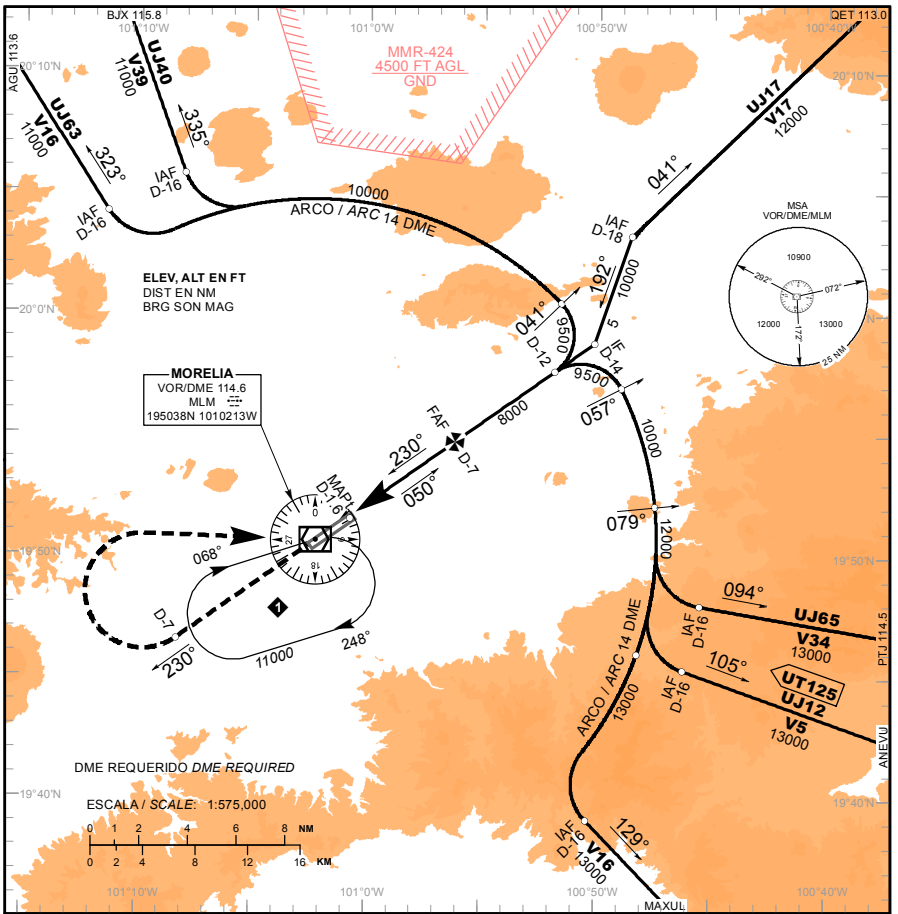 BJX 115.8
QET 113.0
AGU 113.6
101°10'W
101°0'W
100°50'W
100°40'W
20°10'N
20°10'N
UJ63
V16
11000
323°
IAF
D-16
UJ40
V39
11000
335°
IAF
D-16
MMR-424
4500 FT AGL
GND
UJ17
V17
12000
041°
IAF
D-18
192°
10000
5
IF
D-14
10000
ARCO / ARC 14 DME
MSA
VOR/DME/MLM
10900
292°
072°
12000
13000
172°
25 NM
ELEV, ALT EN FT
DIST EN NM
BRG SON MAG
20°0'N
20°0'N
041°
9500
D-12
9500
057°
MORELIA
VOR/DME 114.6
MLM
195038N 1010213W
8000
FAF
D-7
230°
050°
10000
MAPt
D-1.6
0
27
9
18
079°
12000
19°50'N
19°50'N
068°
1
D-7
230°
11000
248°
094°
UJ65
V34
13000
IAF
D-16
PTJ 114.5
105°
UT125
UJ12
V5
13000
IAF
D-16
ANEVU
ARCO / ARC 14 DME
13000
DME REQUERIDO DME REQUIRED
19°40'N
19°40'N
ESCALA / SCALE: 1:575,000
0 1 2 4 6 8 NM
0 2 4 8 12 16 KM
IAF
D-16
129°
V16
13000
101°10'W
101°0'W
100°50'W
100°40'W
MAXUL